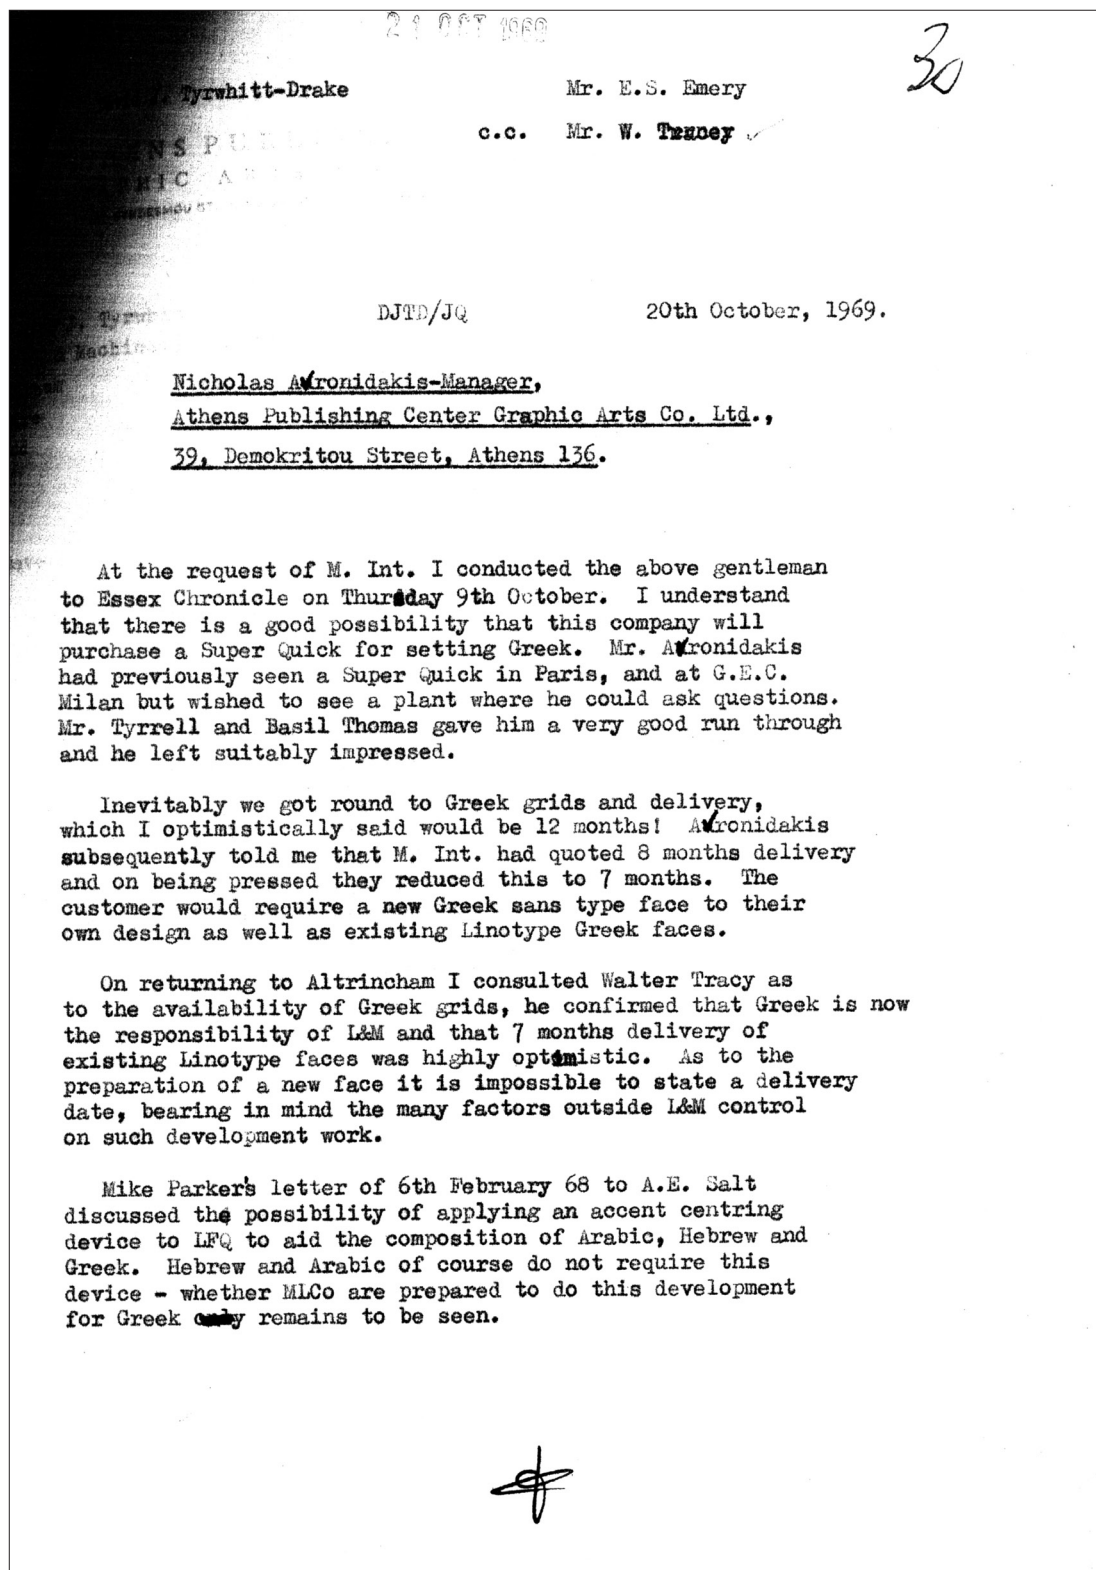 21 OCT 1969
30
Tyrwhitt-Drake Mr. E.S. Emery
c.c. Mr. W. Tracey
DJTD/JQ 20th October, 1969.
Nicholas Avronidakis-Manager,
Athens Publishing Center Graphic Arts Co. Ltd.,
39, Demokritou Street, Athens 136.
At the request of M. Int. I conducted the above gentleman
to Essex Chronicle on Thursday 9th October. I understand
that there is a good possibility that this company will
purchase a Super Quick for setting Greek. Mr. Avronidakis
had previously seen a Super Quick in Paris, and at G.E.C.
Milan but wished to see a plant where he could ask questions.
Mr. Tyrrell and Basil Thomas gave him a very good run through
and he left suitably impressed.
Inevitably we got round to Greek grids and delivery,
which I optimistically said would be 12 months! Avronidakis
subsequently told me that M. Int. had quoted 8 months delivery
and on being pressed they reduced this to 7 months. The
customer would require a new Greek sans type face to their
own design as well as existing Linotype Greek faces.
On returning to Altrincham I consulted Walter Tracy as
to the availability of Greek grids, he confirmed that Greek is now
the responsibility of L&M and that 7 months delivery of
existing Linotype faces was highly optimistic. As to the
preparation of a new face it is impossible to state a delivery
date, bearing in mind the many factors outside L&M control
on such development work.
Mike Parker's letter of 6th February 68 to A.E. Salt
discussed the possibility of applying an accent centring
device to LFQ to aid the composition of Arabic, Hebrew and
Greek. Hebrew and Arabic of course do not require this
device - whether MLCo are prepared to do this development
for Greek only remains to be seen.